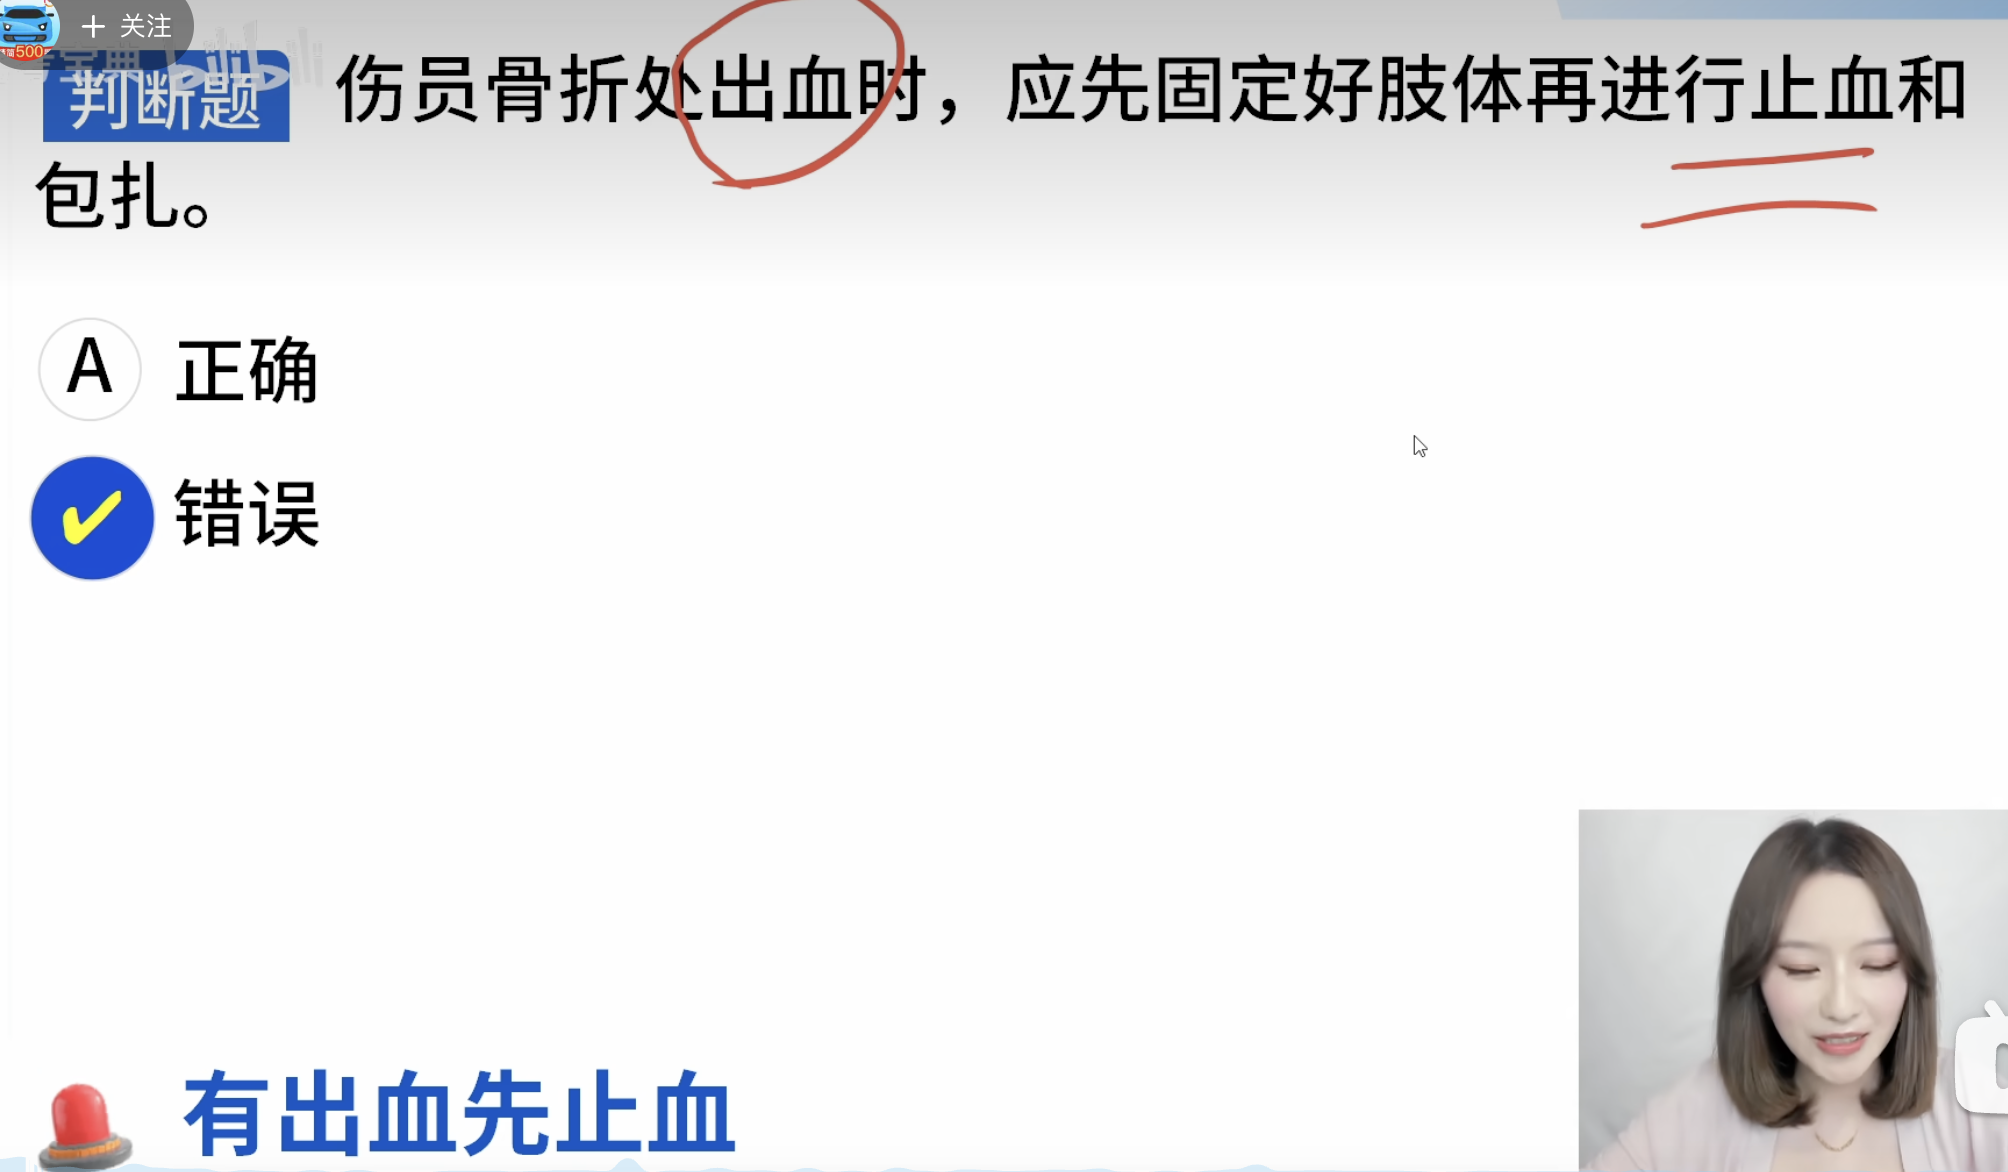 + 关注
500
bilibili
判断题 伤员骨折处出血时，应先固定好肢体再进行止血和
包扎。
A 正确
✔ 错误
有出血先止血